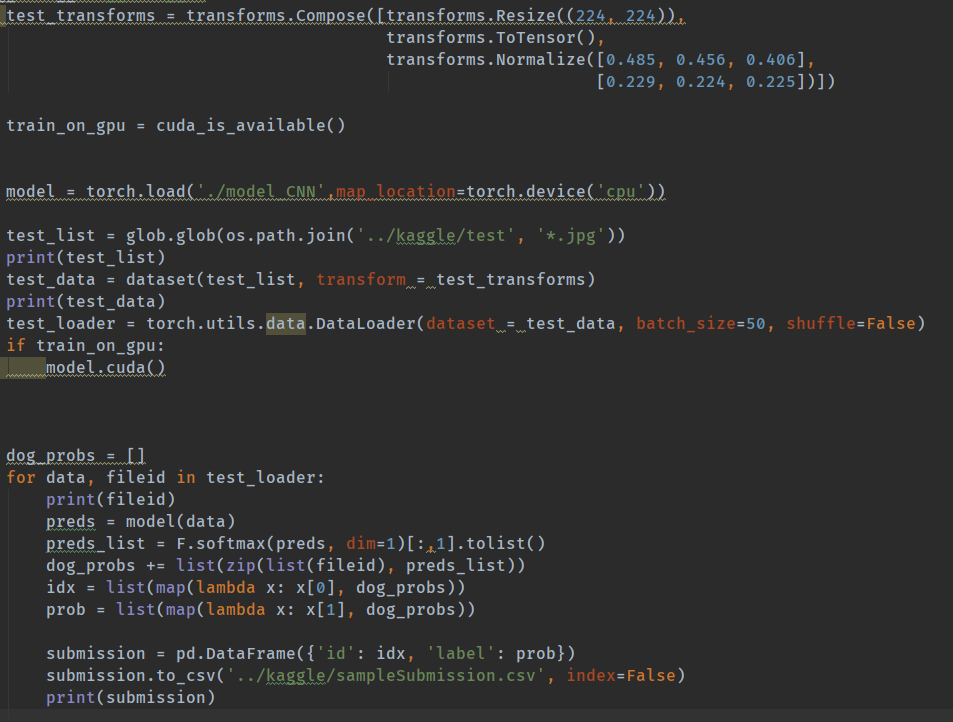 test_transforms = transforms.Compose([transforms.Resize((224, 224)),
                                      transforms.ToTensor(),
                                      transforms.Normalize([0.485, 0.456, 0.406],
                                                           [0.229, 0.224, 0.225])])
train_on_gpu = cuda_is_available()
model = torch.load('./model_CNN',map_location=torch.device('cpu'))
test_list = glob.glob(os.path.join('../kaggle/test', '*.jpg'))
print(test_list)
test_data = dataset(test_list, transform = test_transforms)
print(test_data)
test_loader = torch.utils.data.DataLoader(dataset = test_data, batch_size=50, shuffle=False)
if train_on_gpu:
    model.cuda()
dog_probs = []
for data, fileid in test_loader:
    print(fileid)
    preds = model(data)
    preds_list = F.softmax(preds, dim=1)[:,1].tolist()
    dog_probs += list(zip(list(fileid), preds_list))
    idx = list(map(lambda x: x[0], dog_probs))
    prob = list(map(lambda x: x[1], dog_probs))
    submission = pd.DataFrame({'id': idx, 'label': prob})
    submission.to_csv('../kaggle/sampleSubmission.csv', index=False)
    print(submission)